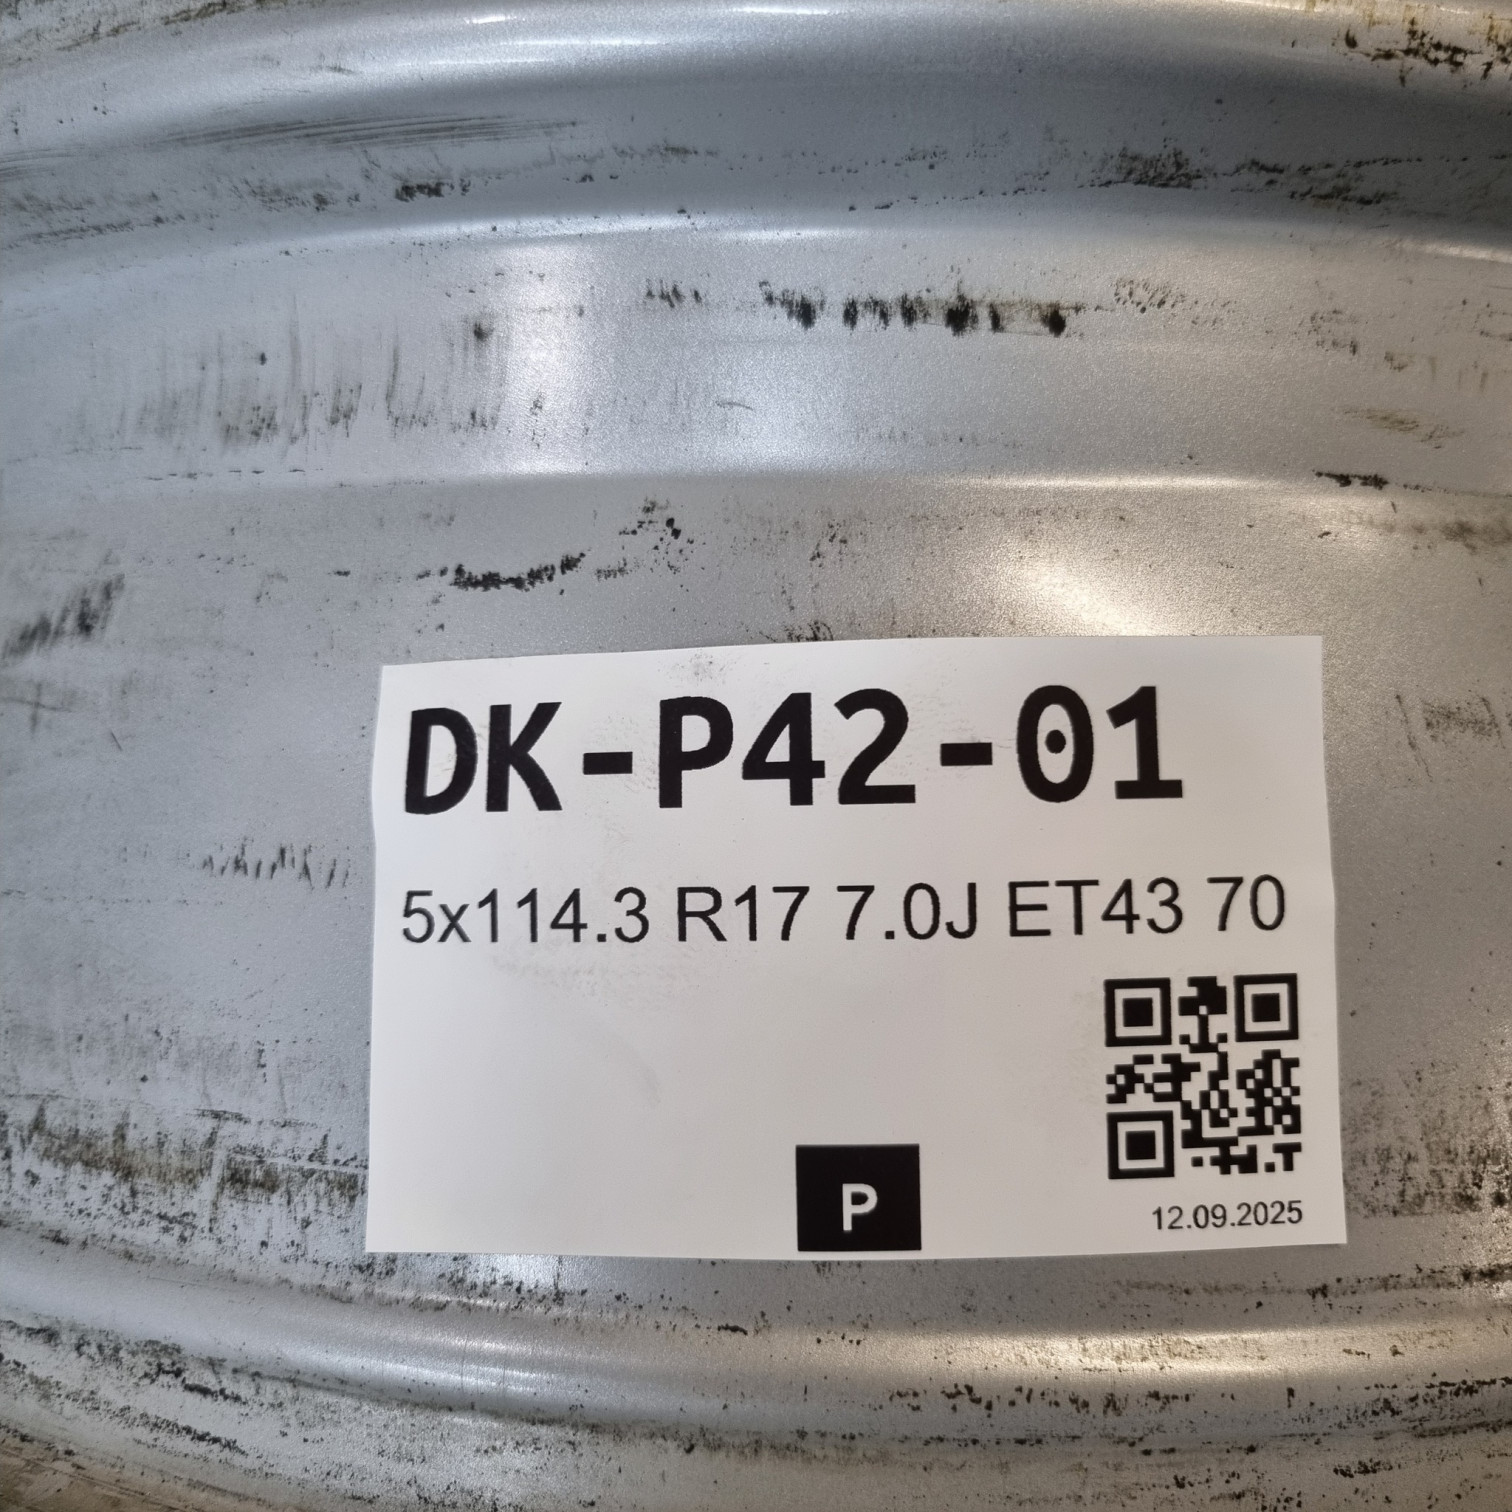 DK-P42-01
5x114.3 R17 7.0J ET43 70
P
12.09.2025